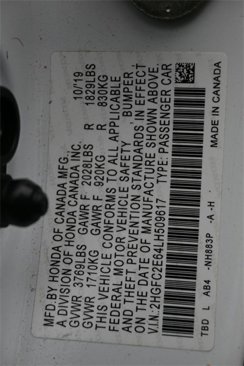 MFD. BY HONDA OF CANADA MFG. 10/'19
A DIVISION OF HONDA CANADA INC.
GVWR 3769LBS GAWR F 2028LBS R 1829LBS
GVWR 1710KG GAWR F 920KG R 830KG
THIS VEHICLE CONFORMS TO ALL APPLICABLE
FEDERAL MOTOR VEHICLE SAFETY, BUMPER
AND THEFT PREVENTION STANDARDS IN EFFECT
ON THE DATE OF MANUFACTURE SHOWN ABOVE.
V.I.N. 2HGFC2E64LH509617 TYPE: PASSENGER CAR
TBD L AB4 -NH883P -A -H - MADE IN CANADA